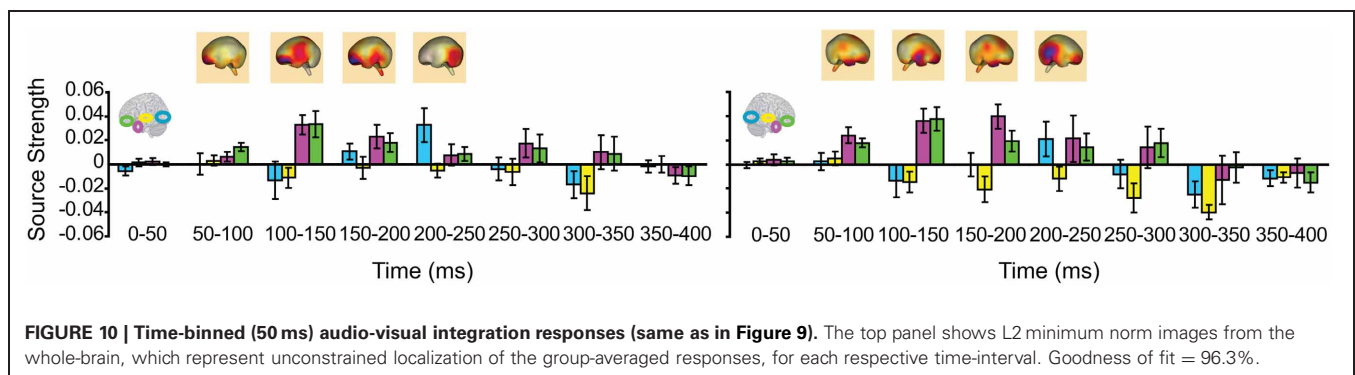 Source Strength
0.06
0.04
0.02
0
-0.02
-0.04
-0.06
0-50 50-100 100-150 150-200 200-250 250-300 300-350 350-400
Time (ms)
0-50 50-100 100-150 150-200 200-250 250-300 300-350 350-400
Time (ms)
FIGURE 10 | Time-binned (50 ms) audio-visual integration responses (same as in Figure 9). The top panel shows L2 minimum norm images from the
whole-brain, which represent unconstrained localization of the group-averaged responses, for each respective time-interval. Goodness of fit = 96.3%.